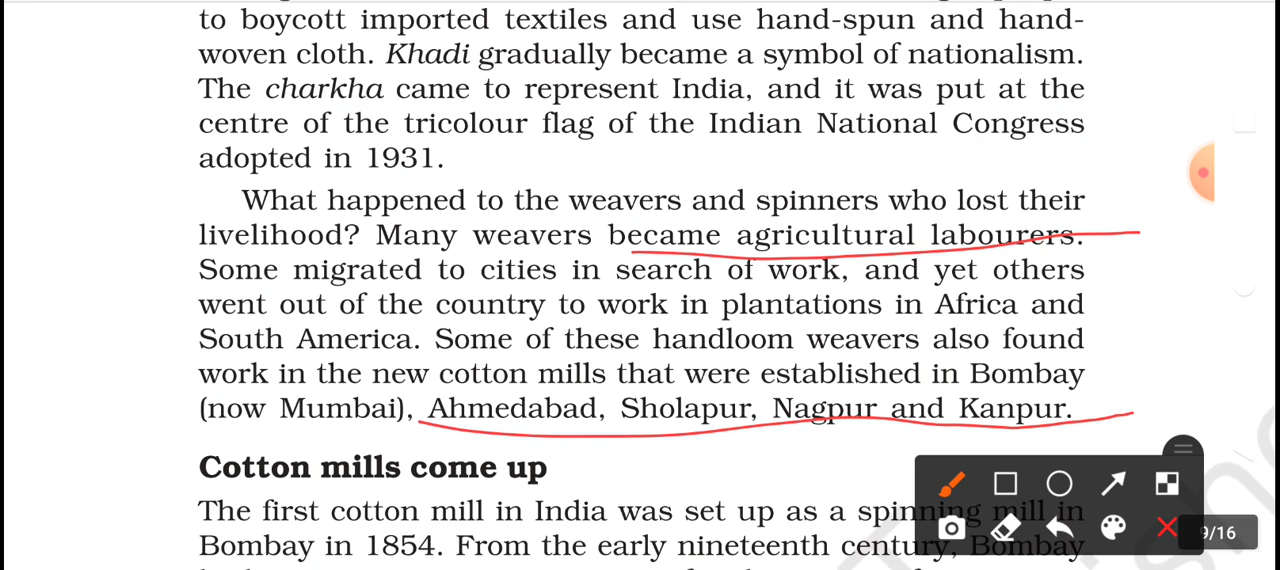 to boycott imported textiles and use hand-spun and hand-
woven cloth. Khadi gradually became a symbol of nationalism.
The charkha came to represent India, and it was put at the
centre of the tricolour flag of the Indian National Congress
adopted in 1931.
What happened to the weavers and spinners who lost their
livelihood? Many weavers became agricultural labourers.
Some migrated to cities in search of work, and yet others
went out of the country to work in plantations in Africa and
South America. Some of these handloom weavers also found
work in the new cotton mills that were established in Bombay
(now Mumbai), Ahmedabad, Sholapur, Nagpur and Kanpur.
Cotton mills come up
The first cotton mill in India was set up as a spinning mill in
Bombay in 1854. From the early nineteenth century, Bombay
9/16